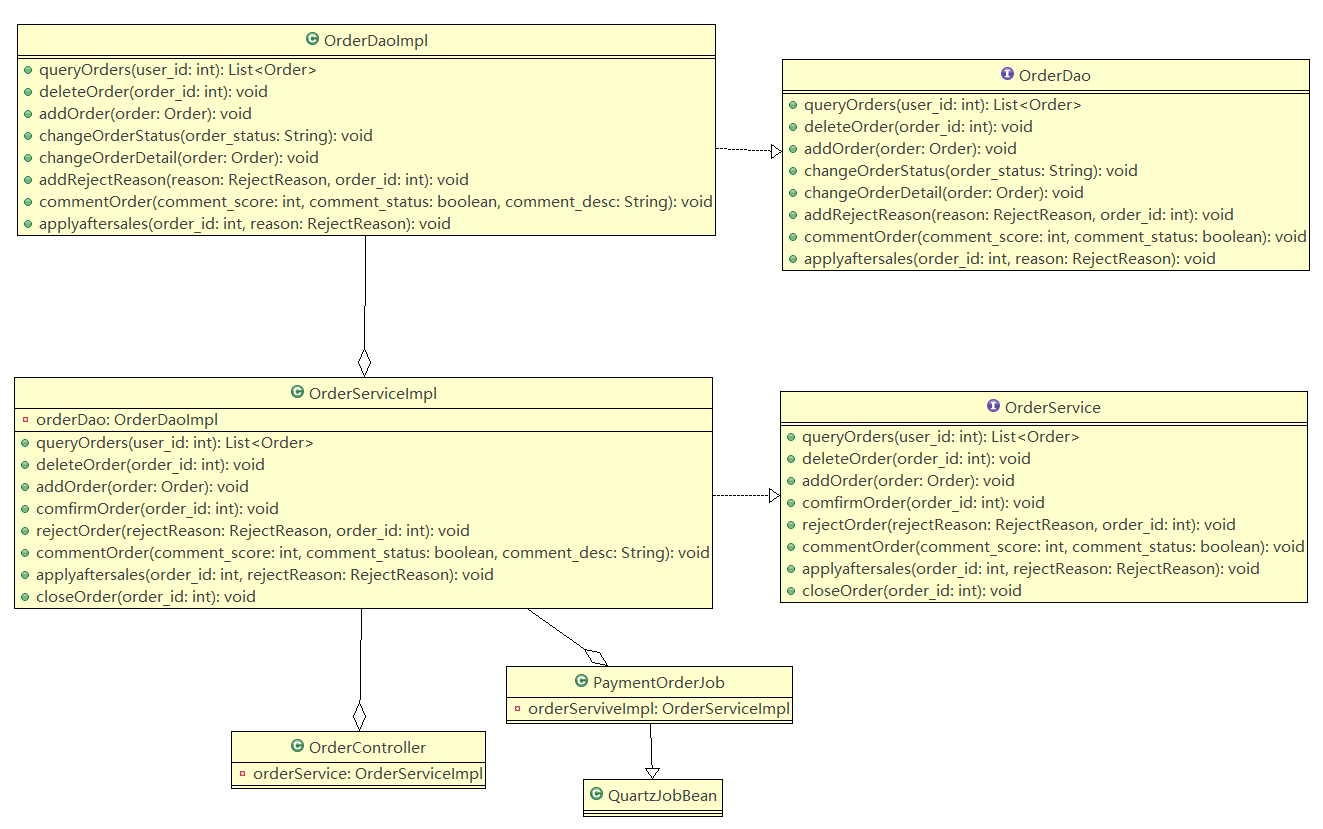 OrderDaoImpl
queryOrders(user_id: int): List<Order>
deleteOrder(order_id: int): void
addOrder(order: Order): void
changeOrderStatus(order_status: String): void
changeOrderDetail(order: Order): void
addRejectReason(reason: RejectReason, order_id: int): void
commentOrder(comment_score: int, comment_status: boolean, comment_desc: String): void
applyaftersales(order_id: int, reason: RejectReason): void
OrderDao
queryOrders(user_id: int): List<Order>
deleteOrder(order_id: int): void
addOrder(order: Order): void
changeOrderStatus(order_status: String): void
changeOrderDetail(order: Order): void
addRejectReason(reason: RejectReason, order_id: int): void
commentOrder(comment_score: int, comment_status: boolean): void
applyaftersales(order_id: int, reason: RejectReason): void
OrderServiceImpl
orderDao: OrderDaoImpl
queryOrders(user_id: int): List<Order>
deleteOrder(order_id: int): void
addOrder(order: Order): void
comfirmOrder(order_id: int): void
rejectOrder(rejectReason: RejectReason, order_id: int): void
commentOrder(comment_score: int, comment_status: boolean, comment_desc: String): void
applyaftersales(order_id: int, rejectReason: RejectReason): void
closeOrder(order_id: int): void
OrderService
queryOrders(user_id: int): List<Order>
deleteOrder(order_id: int): void
addOrder(order: Order): void
comfirmOrder(order_id: int): void
rejectOrder(rejectReason: RejectReason, order_id: int): void
commentOrder(comment_score: int, comment_status: boolean): void
applyaftersales(order_id: int, rejectReason: RejectReason): void
closeOrder(order_id: int): void
PaymentOrderJob
orderServiveImpl: OrderServiceImpl
OrderController
orderService: OrderServiceImpl
QuartzJobBean